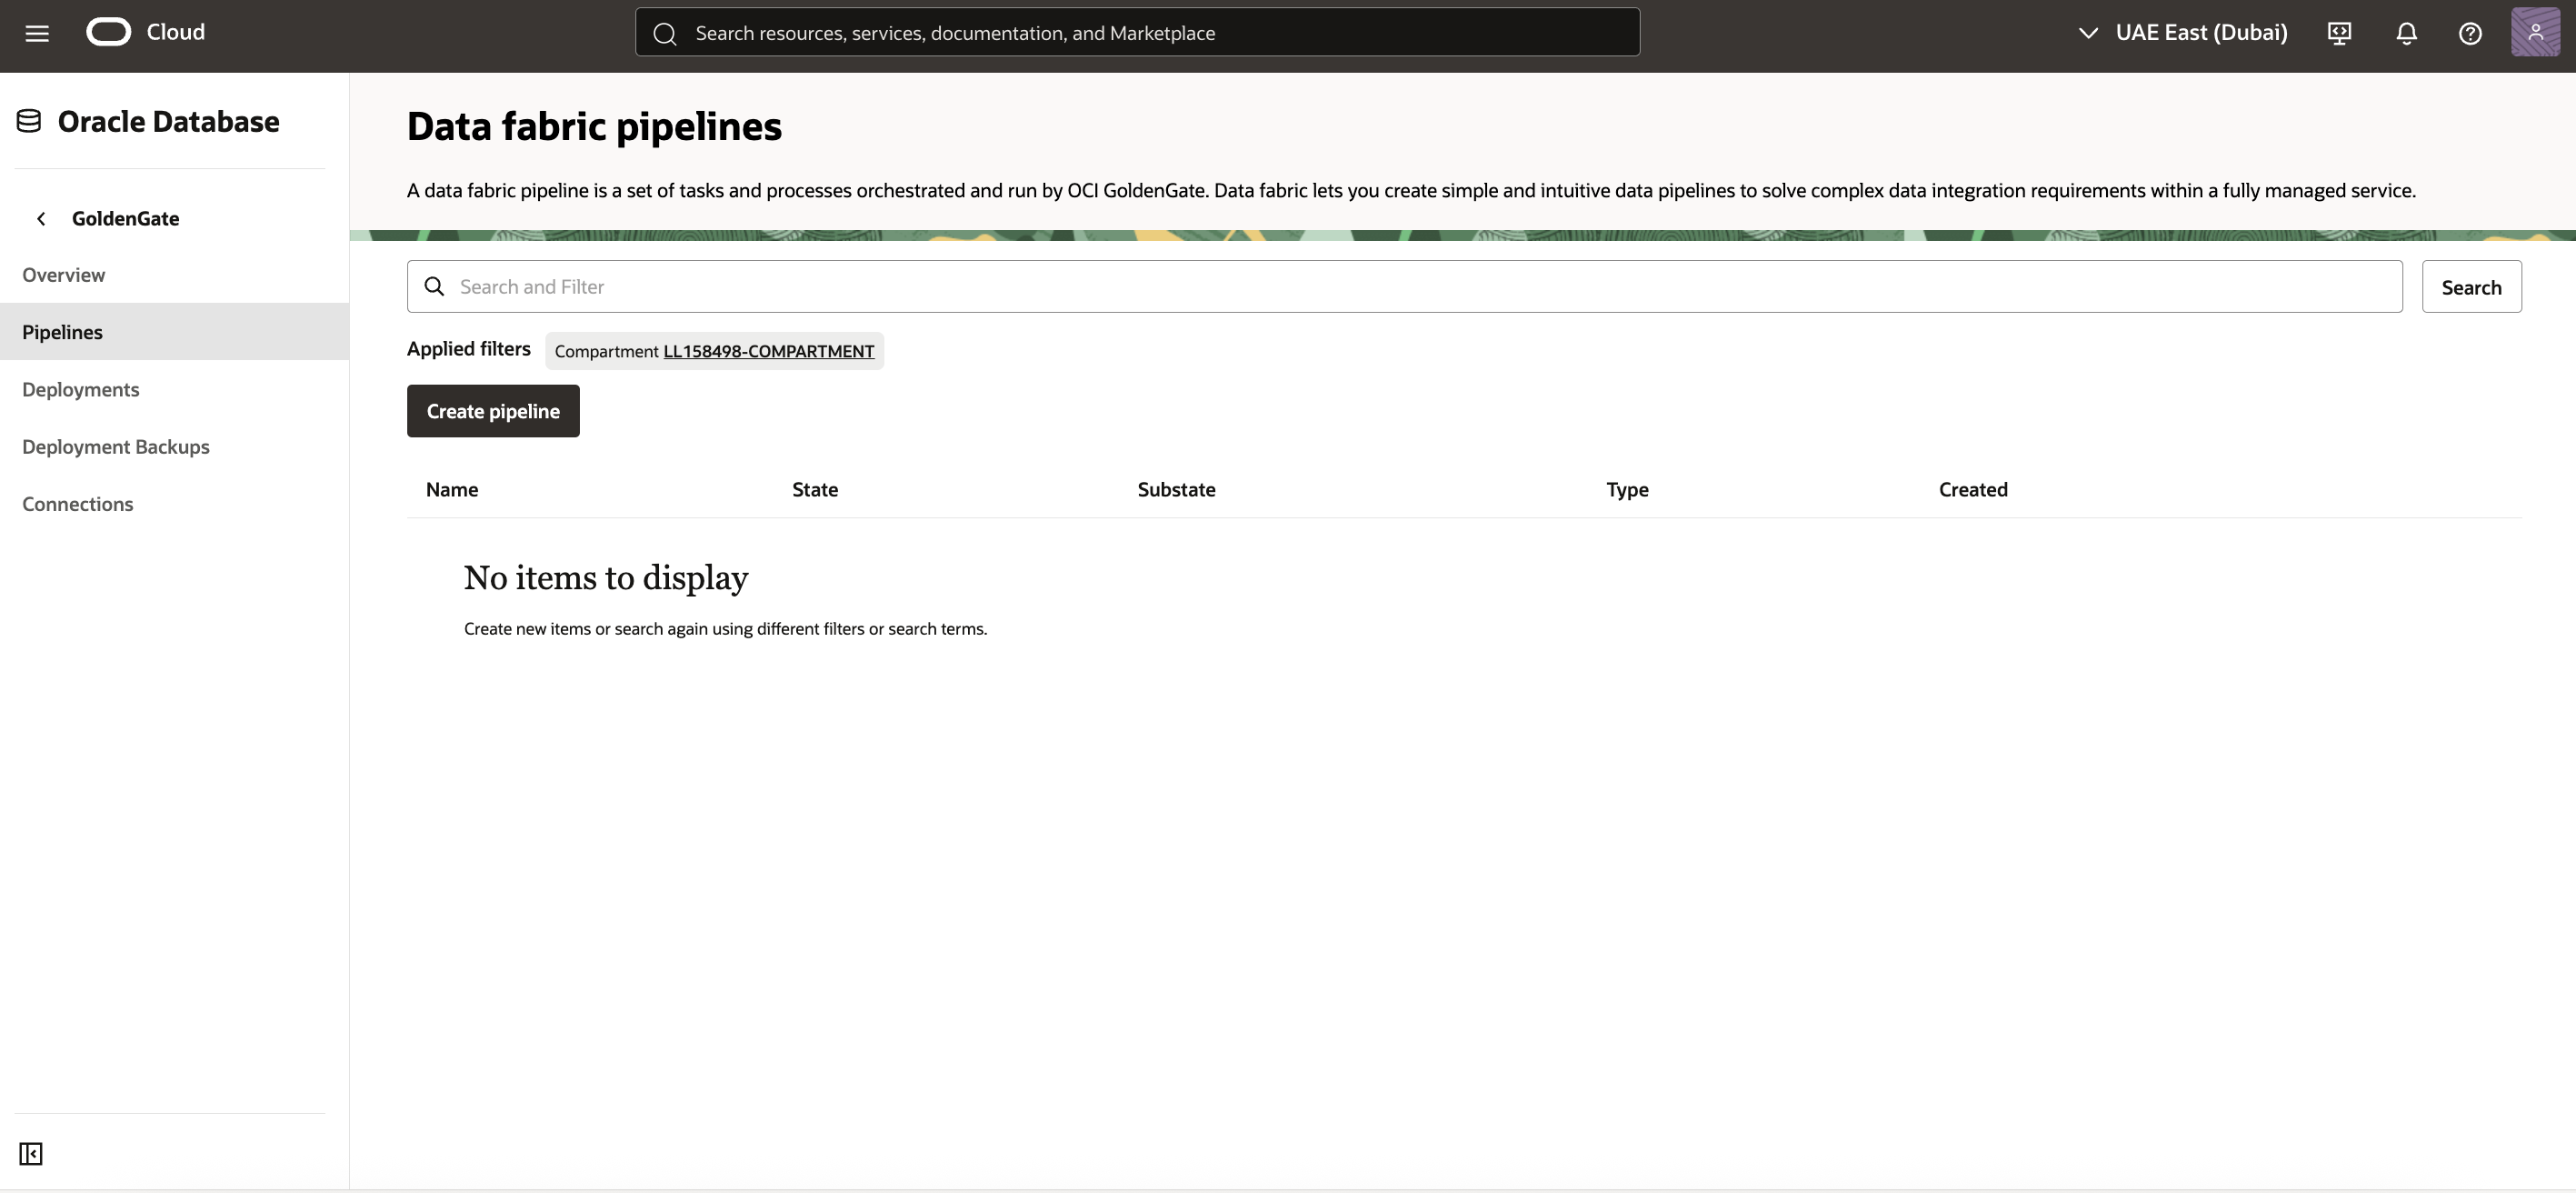 Cloud
Search resources, services, documentation, and Marketplace
UAE East (Dubai)
Oracle Database
GoldenGate
Overview
Pipelines
Deployments
Deployment Backups
Connections
Data fabric pipelines
A data fabric pipeline is a set of tasks and processes orchestrated and run by OCI GoldenGate. Data fabric lets you create simple and intuitive data pipelines to solve complex data integration requirements within a fully managed service.
Search and Filter
Search
Applied filters
Compartment LL158498-COMPARTMENT
Create pipeline
Name State Substate Type Created
No items to display
Create new items or search again using different filters or search terms.